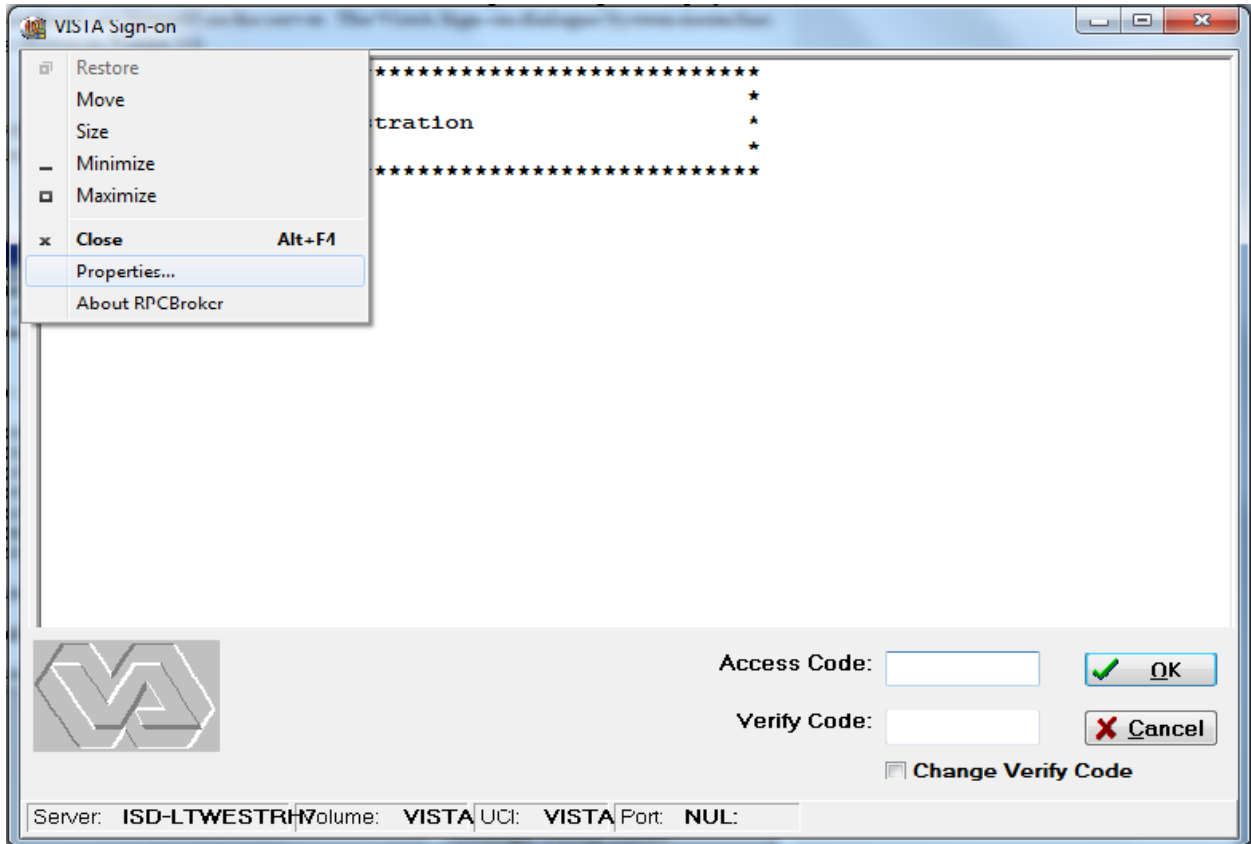 VISTA Sign-on
Restore
Move
Size
Minimize
Maximize
Close Alt+F4
Properties...
About RPCBroker
***************************
*
tration *
*
***************************
Access Code:
OK
Verify Code:
Cancel
Change Verify Code
Server: ISD-LTWESTRH Volume: VISTA UCI: VISTA Port: NUL: